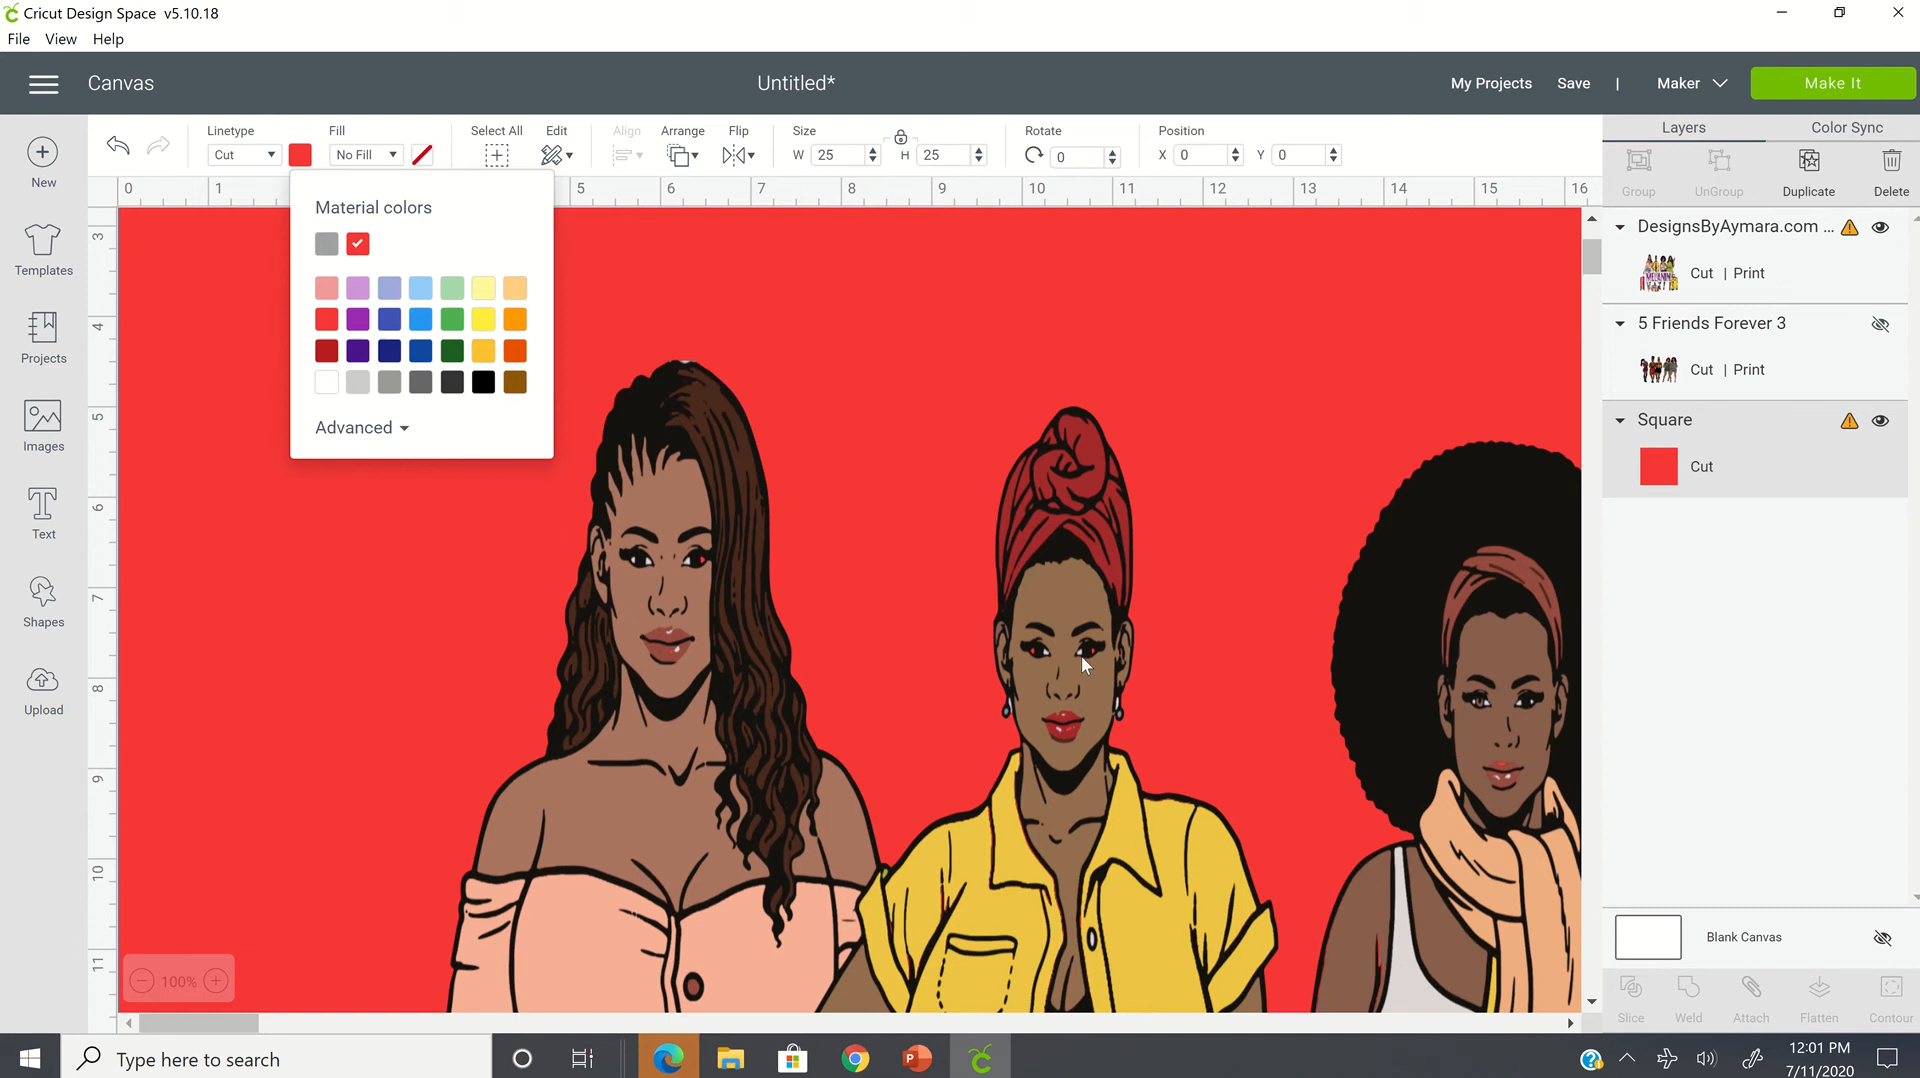 Cricut Design Space v5.10.18
File View Help
Canvas
Untitled*
My Projects Save | Maker Make It
Linetype Fill Select All Edit Align Arrange Flip Size Rotate Position
Cut No Fill W 25 H 25 0 X 0 Y 0
Layers Color Sync
Group UnGroup Duplicate Delete
New
Templates
Projects
Images
Text
Shapes
Upload
0 1 5 6 7 8 9 10 11 12 13 14 15 16
3
4
5
6
7
8
9
10
11
Material colors
Advanced
DesignsByAymara.com ...
Cut | Print
5 Friends Forever 3
Cut | Print
Square
Cut
Blank Canvas
Slice Weld Attach Flatten Contour
100%
Type here to search
12:01 PM
7/11/2020